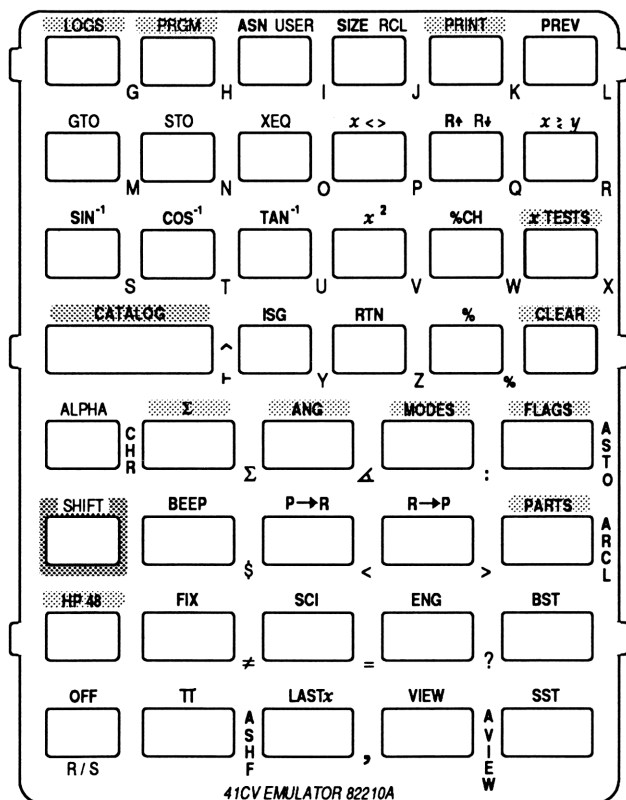 LOGS PRGM ASN USER SIZE RCL PRINT PREV
G H I J K L
GTO STO XEQ x<> R↑ R↓ x≷y
M N O P Q R
SIN⁻¹ COS⁻¹ TAN⁻¹ x² %CH x TESTS
S T U V W X
CATALOG ISG RTN % CLEAR
^ ⊢ Y Z %
ALPHA Σ ANG MODES FLAGS
CHR Σ ∡ : ASTO
SHIFT BEEP P→R R→P PARTS
$ < > ARCL
HP 48 FIX SCI ENG BST
≠ = ?
OFF π LASTx VIEW SST
R/S ASHF , AVIEW
41CV EMULATOR 82210A